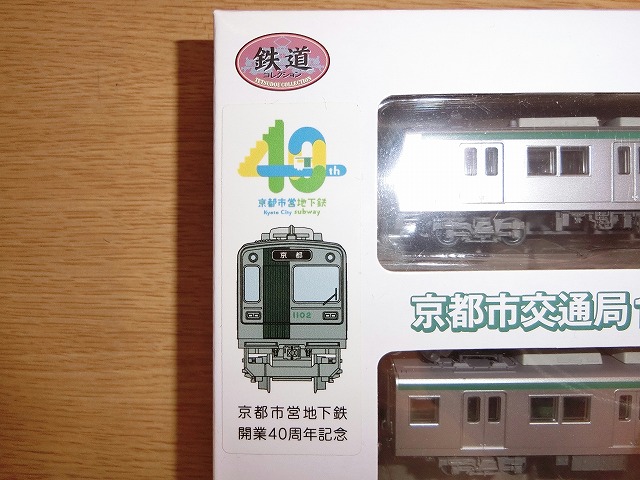 鉄道
コレクション
TETSUDOU COLLECTION
40th
京都市営地下鉄
Kyoto City subway
京都
1102
京都市営地下鉄
開業40周年記念
京都市交通局